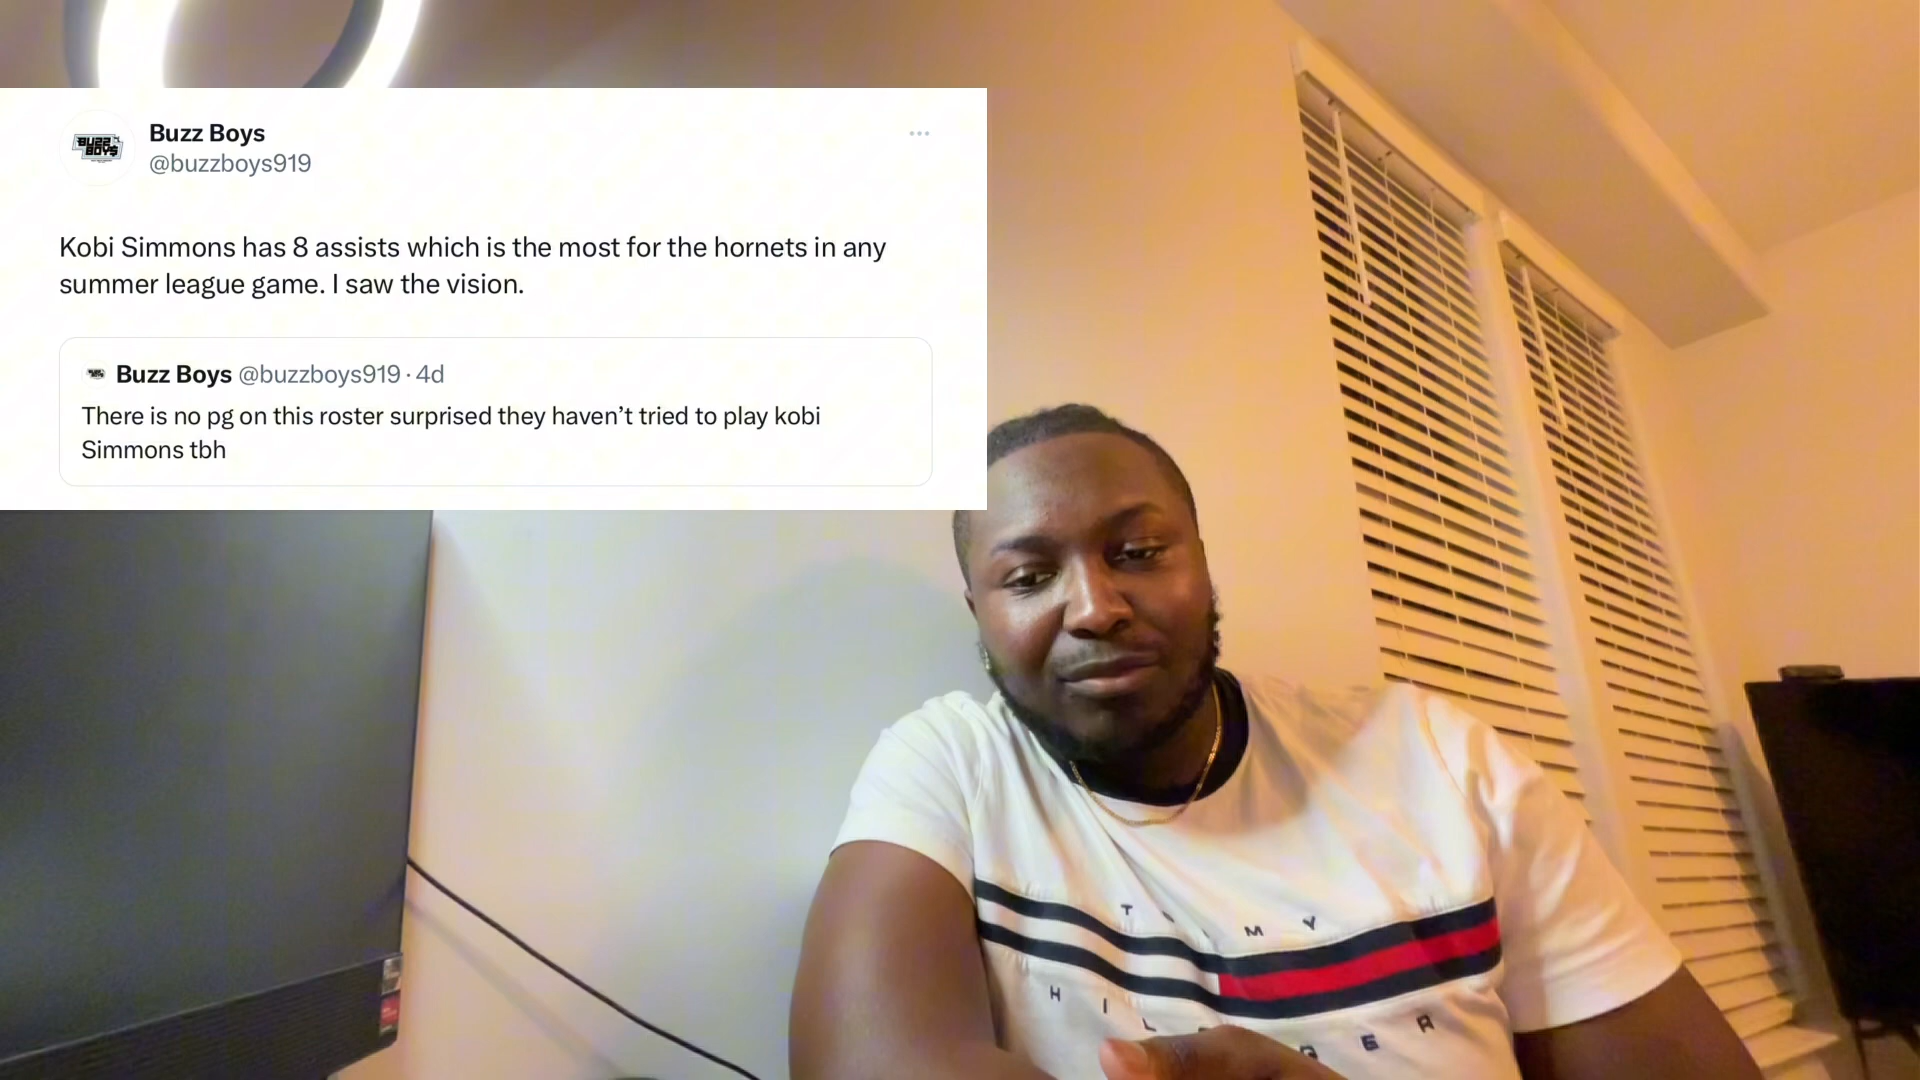 BUZZ
BOYS
Buzz Boys
@buzzboys919
Kobi Simmons has 8 assists which is the most for the hornets in any
summer league game. I saw the vision.
Buzz Boys @buzzboys919 · 4d
There is no pg on this roster surprised they haven’t tried to play kobi
Simmons tbh